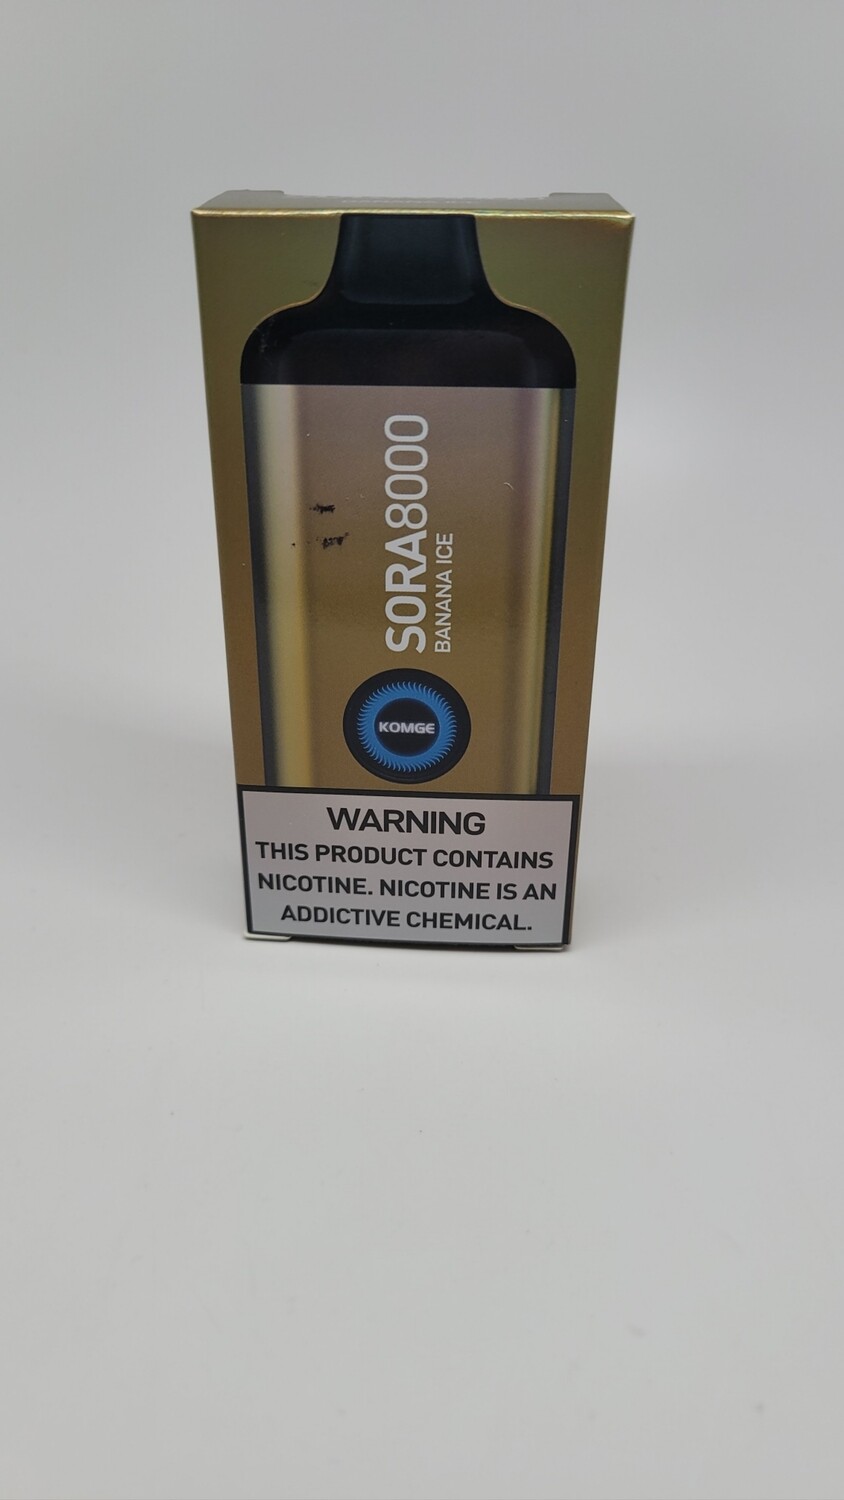 SORA8000
BANANA ICE
KOMGE
WARNING
THIS PRODUCT CONTAINS
NICOTINE. NICOTINE IS AN
ADDICTIVE CHEMICAL.